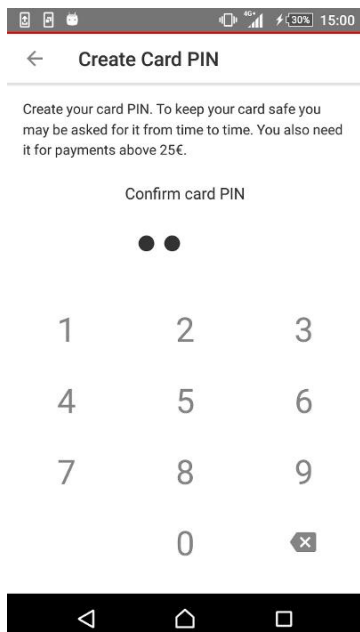 4G+ 30% 15:00
Create Card PIN
Create your card PIN. To keep your card safe you
may be asked for it from time to time. You also need
it for payments above 25€.
Confirm card PIN
1 2 3
4 5 6
7 8 9
0